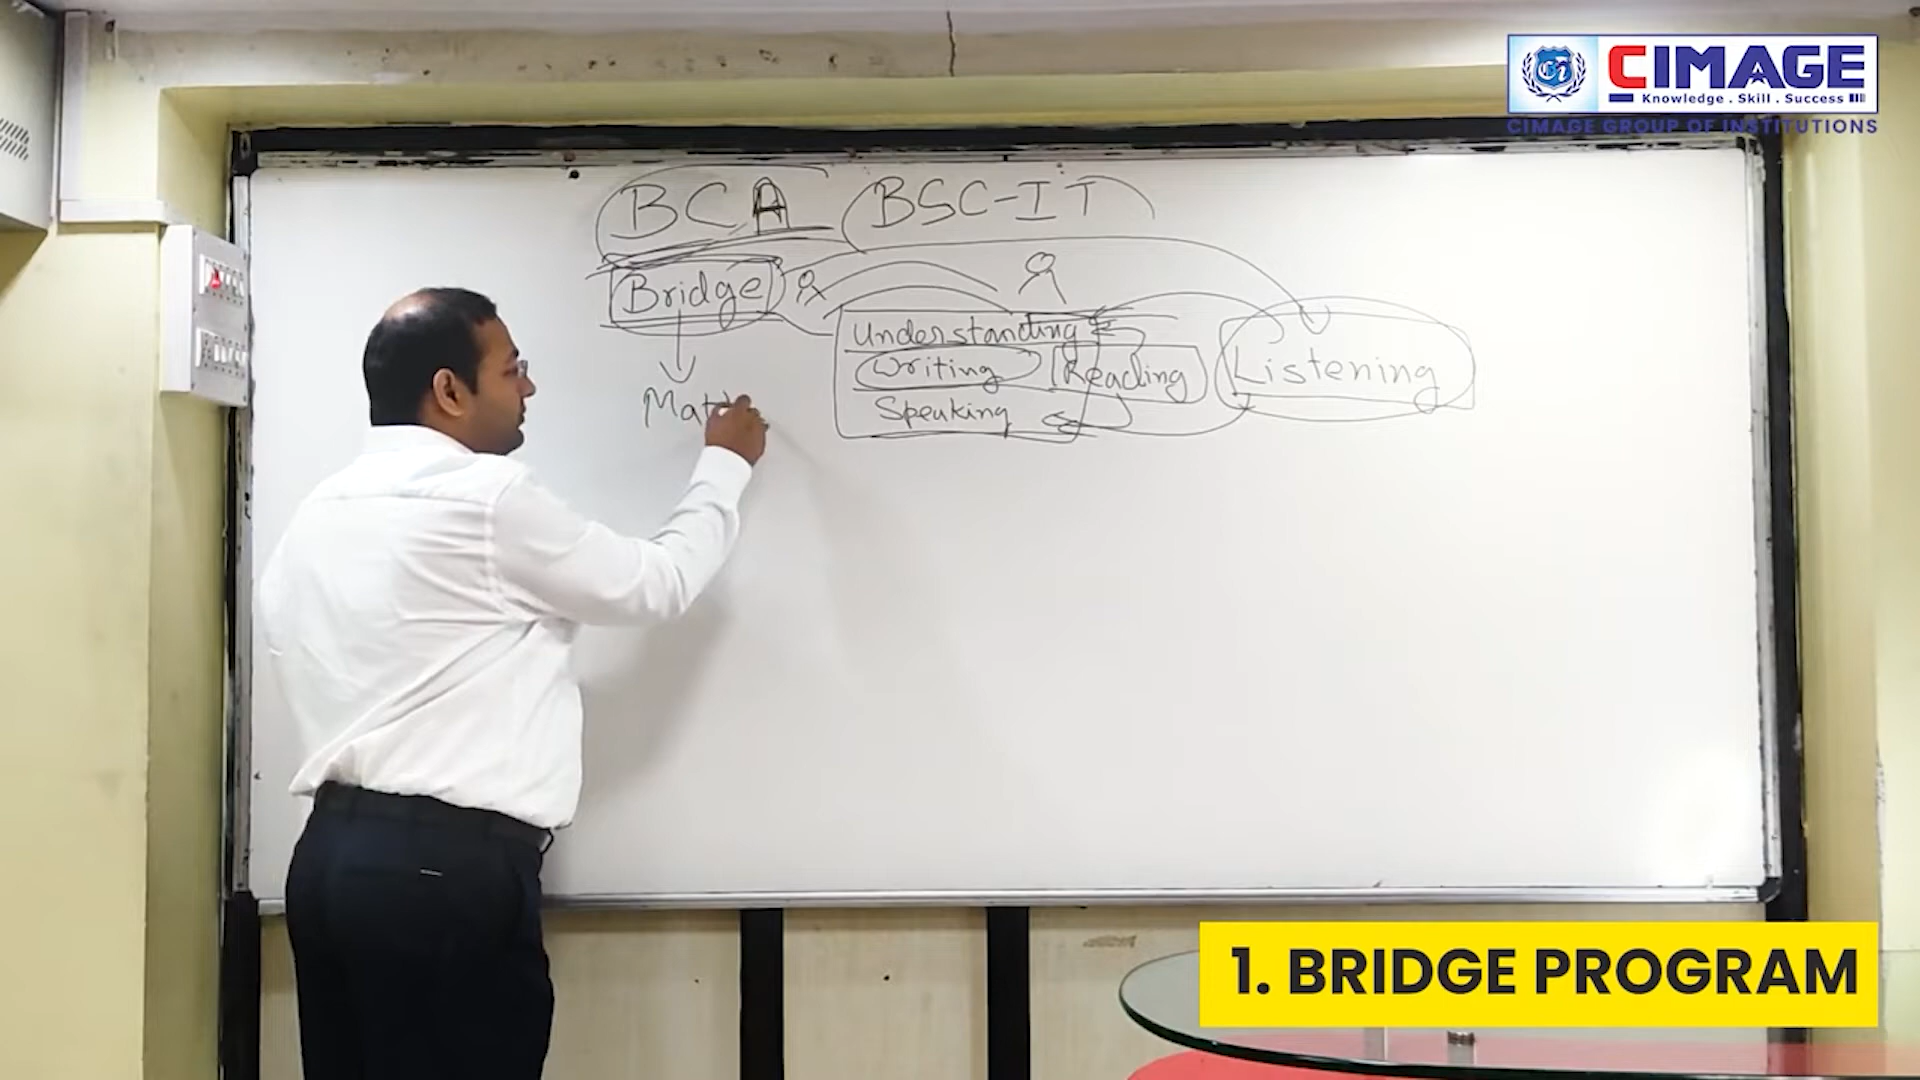 CIMAGE
Knowledge . Skill . Success
CIMAGE GROUP OF INSTITUTIONS
BCA BSC-IT
Bridge
Understanding
Writing Reading Listening
Speaking
Mat
1. BRIDGE PROGRAM